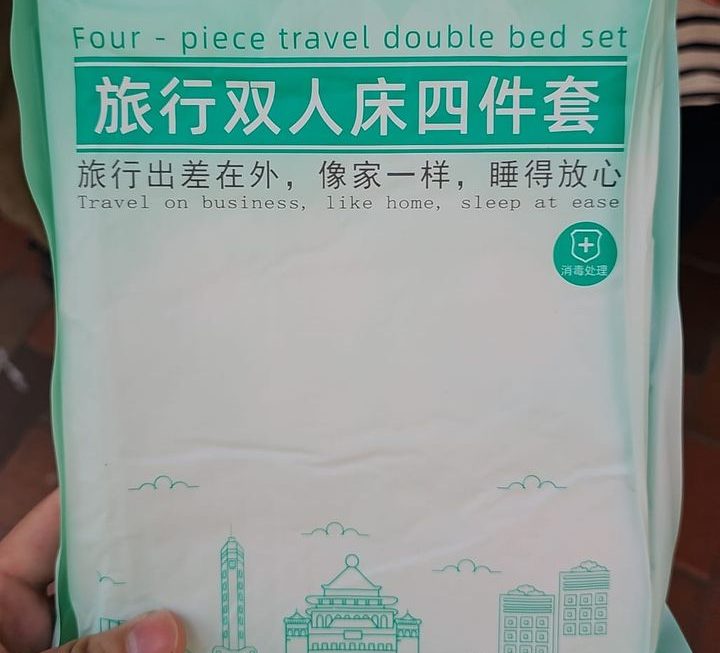 Four - piece travel double bed set
旅行双人床四件套
旅行出差在外，像家一样，睡得放心
Travel on business, like home, sleep at ease
消毒处理